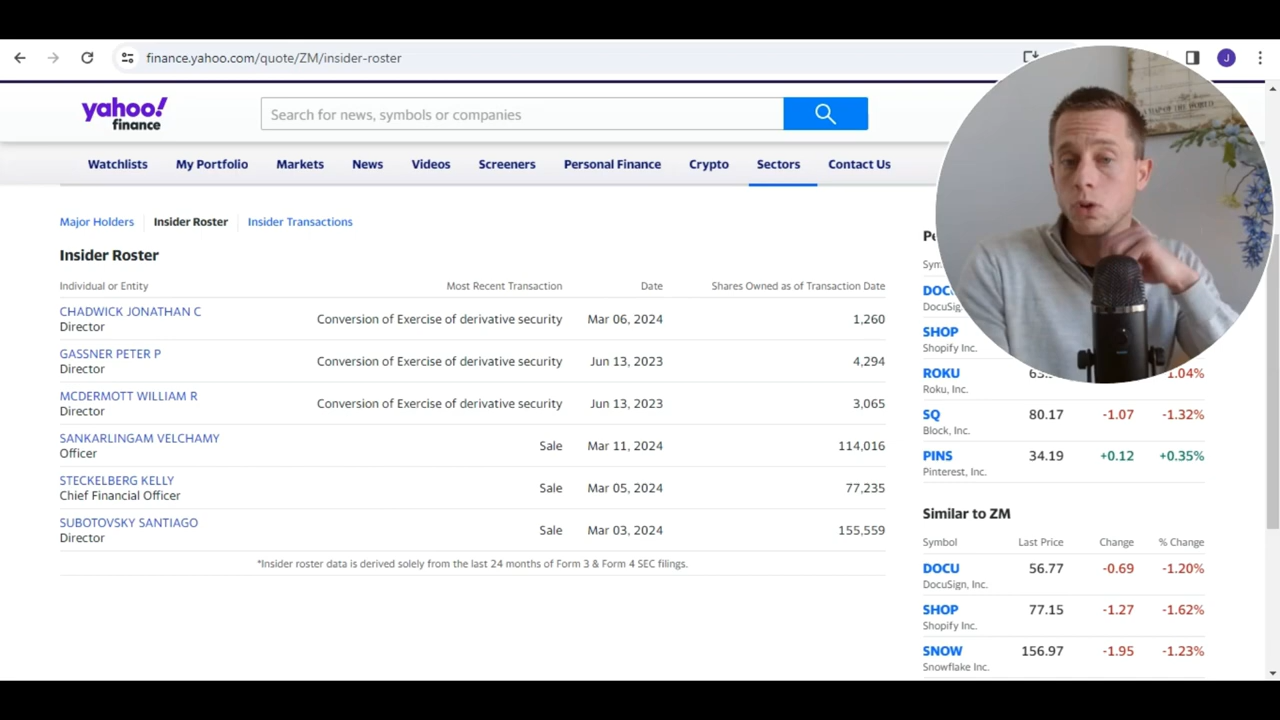 finance.yahoo.com/quote/ZM/insider-roster
J
yahoo!
finance
Search for news, symbols or companies
Watchlists My Portfolio Markets News Videos Screeners Personal Finance Crypto Sectors Contact Us
Major Holders Insider Roster Insider Transactions
Insider Roster
Individual or Entity Most Recent Transaction Date Shares Owned as of Transaction Date
CHADWICK JONATHAN C
Director Conversion of Exercise of derivative security Mar 06, 2024 1,260
GASSNER PETER P
Director Conversion of Exercise of derivative security Jun 13, 2023 4,294
MCDERMOTT WILLIAM R
Director Conversion of Exercise of derivative security Jun 13, 2023 3,065
SANKARLINGAM VELCHAMY
Officer Sale Mar 11, 2024 114,016
STECKELBERG KELLY
Chief Financial Officer Sale Mar 05, 2024 77,235
SUBOTOVSKY SANTIAGO
Director Sale Mar 03, 2024 155,559
*Insider roster data is derived solely from the last 24 months of Form 3 & Form 4 SEC filings.
A MAP OF THE WORLD
SHOP
Shopify Inc.
ROKU 1.04%
Roku, Inc.
SQ 80.17 -1.07 -1.32%
Block, Inc.
PINS 34.19 +0.12 +0.35%
Pinterest, Inc.
Similar to ZM
Symbol Last Price Change % Change
DOCU 56.77 -0.69 -1.20%
DocuSign, Inc.
SHOP 77.15 -1.27 -1.62%
Shopify Inc.
SNOW 156.97 -1.95 -1.23%
Snowflake Inc.